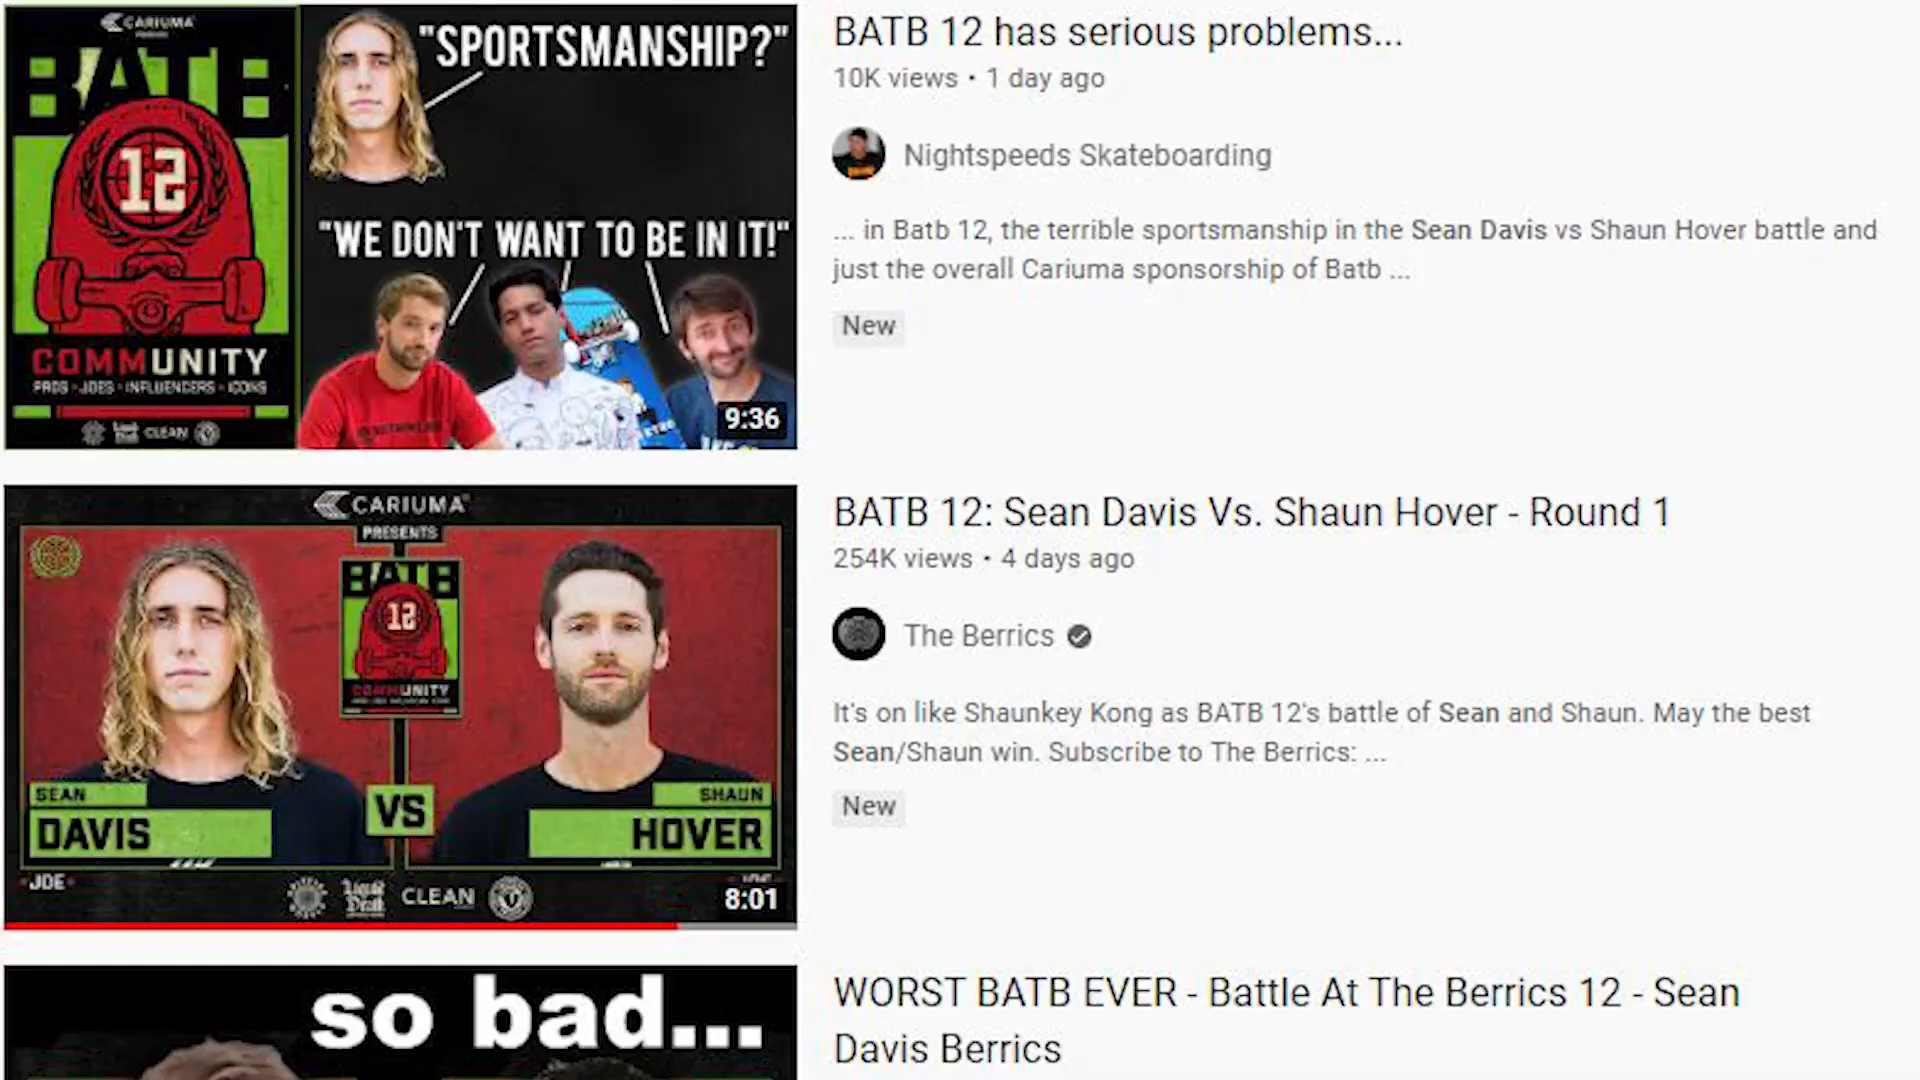 CARIUMA
BATB
12
COMMUNITY
PROS • JOES • INFLUENCERS • ICONS
CLEAN
"SPORTSMANSHIP?"
"WE DON'T WANT TO BE IN IT!"
9:36
BATB 12 has serious problems...
10K views • 1 day ago
Nightspeeds Skateboarding
... in Batb 12, the terrible sportsmanship in the Sean Davis vs Shaun Hover battle and
just the overall Cariuma sponsorship of Batb ...
New
CARIUMA
PRESENTS
BATB
12
COMMUNITY
SEAN
DAVIS
VS
SHAUN
HOVER
JOE
Liquid
Death
CLEAN
8:01
BATB 12: Sean Davis Vs. Shaun Hover - Round 1
254K views • 4 days ago
The Berrics
It's on like Shaunkey Kong as BATB 12's battle of Sean and Shaun. May the best
Sean/Shaun win. Subscribe to The Berrics: ...
New
so bad...
WORST BATB EVER - Battle At The Berrics 12 - Sean
Davis Berrics